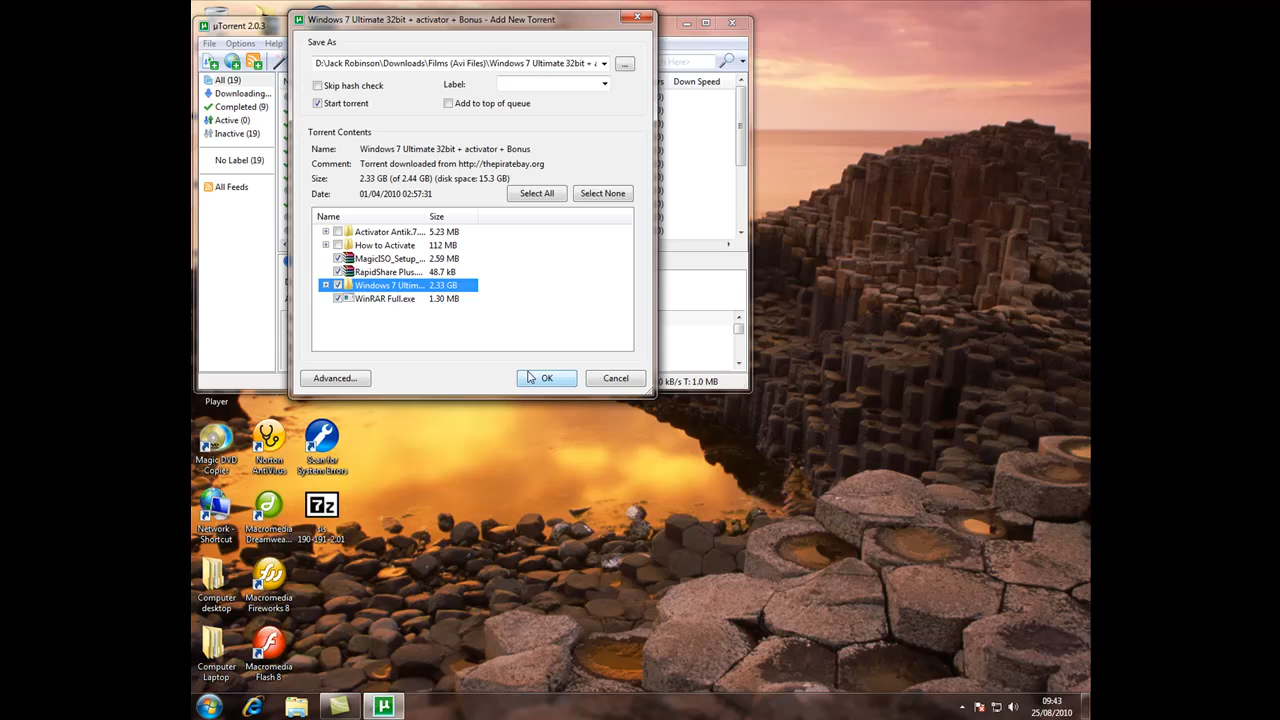 Windows 7 Ultimate 32bit + activator + Bonus - Add New Torrent
µTorrent 2.0.3
File Options Help
Save As
D:\Jack Robinson\Downloads\Films (Avi Files)\Windows 7 Ultimate 32bit +
...
Here>
Skip hash check
Label:
Start torrent
Add to top of queue
All (19)
Downloading...
Completed (9)
Active (0)
Inactive (19)
No Label (19)
All Feeds
Down Speed
Torrent Contents
Name: Windows 7 Ultimate 32bit + activator + Bonus
Comment: Torrent downloaded from http://thepiratebay.org
Size: 2.33 GB (of 2.44 GB) (disk space: 15.3 GB)
Date: 01/04/2010 02:57:31
Select All Select None
Name Size
Activator Antik.7.... 5.23 MB
How to Activate 112 MB
MagicISO_Setup_... 2.59 MB
RapidShare Plus.... 48.7 kB
Windows 7 Ultim... 2.33 GB
WinRAR Full.exe 1.30 MB
Advanced... OK Cancel
kB/s T: 1.0 MB
Player
Magic DVD Copier
Norton AntiVirus
Scan for System Errors
Network - Shortcut
Macromedia Dreamwea...
7z
190-191-2.01
Computer desktop
Macromedia Fireworks 8
Computer Laptop
Macromedia Flash 8
09:43
25/08/2010